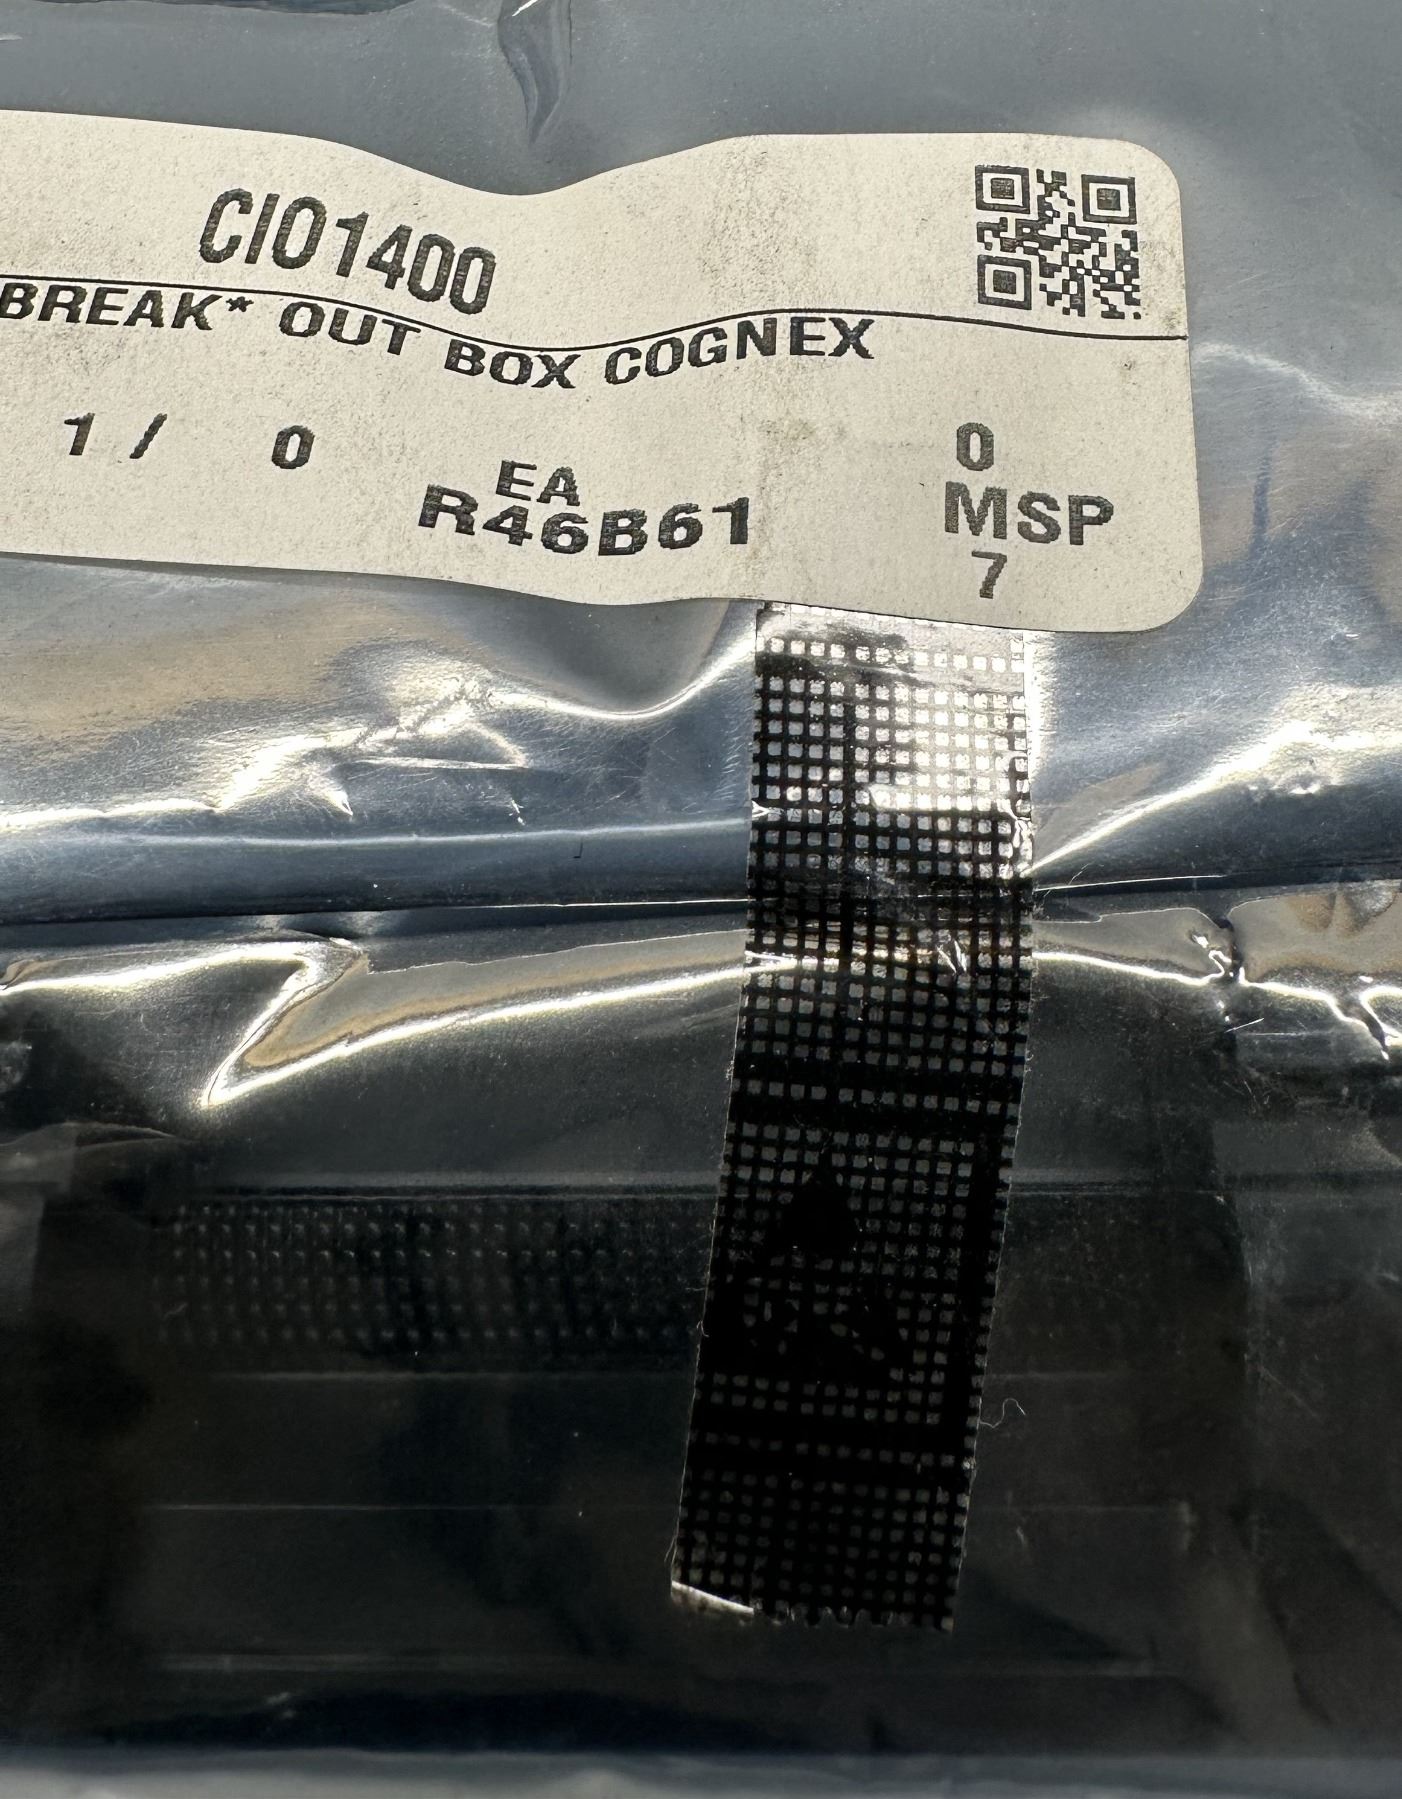 CIO1400
BREAK* OUT BOX COGNEX
1 / 0 EA 0
R46B61 MSP
7